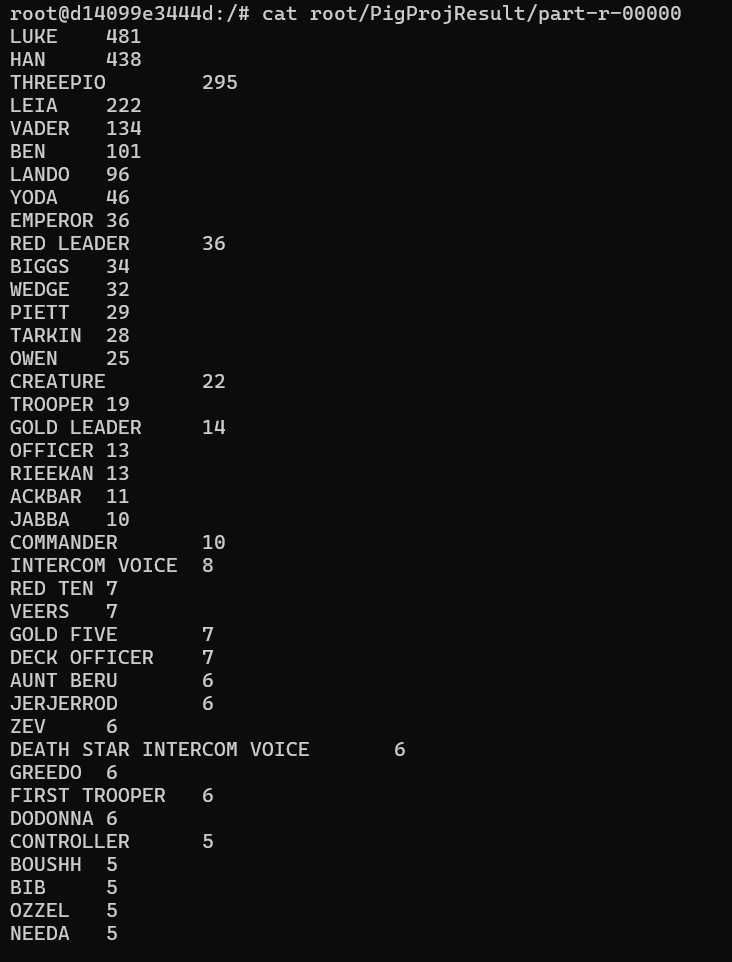 root@d14099e3444d:/# cat root/PigProjResult/part-r-00000
LUKE    481
HAN     438
THREEPIO        295
LEIA    222
VADER   134
BEN     101
LANDO   96
YODA    46
EMPEROR 36
RED LEADER      36
BIGGS   34
WEDGE   32
PIETT   29
TARKIN  28
OWEN    25
CREATURE        22
TROOPER 19
GOLD LEADER     14
OFFICER 13
RIEEKAN 13
ACKBAR  11
JABBA   10
COMMANDER       10
INTERCOM VOICE  8
RED TEN 7
VEERS   7
GOLD FIVE       7
DECK OFFICER    7
AUNT BERU       6
JERJERROD       6
ZEV     6
DEATH STAR INTERCOM VOICE       6
GREEDO  6
FIRST TROOPER   6
DODONNA 6
CONTROLLER      5
BOUSHH  5
BIB     5
OZZEL   5
NEEDA   5